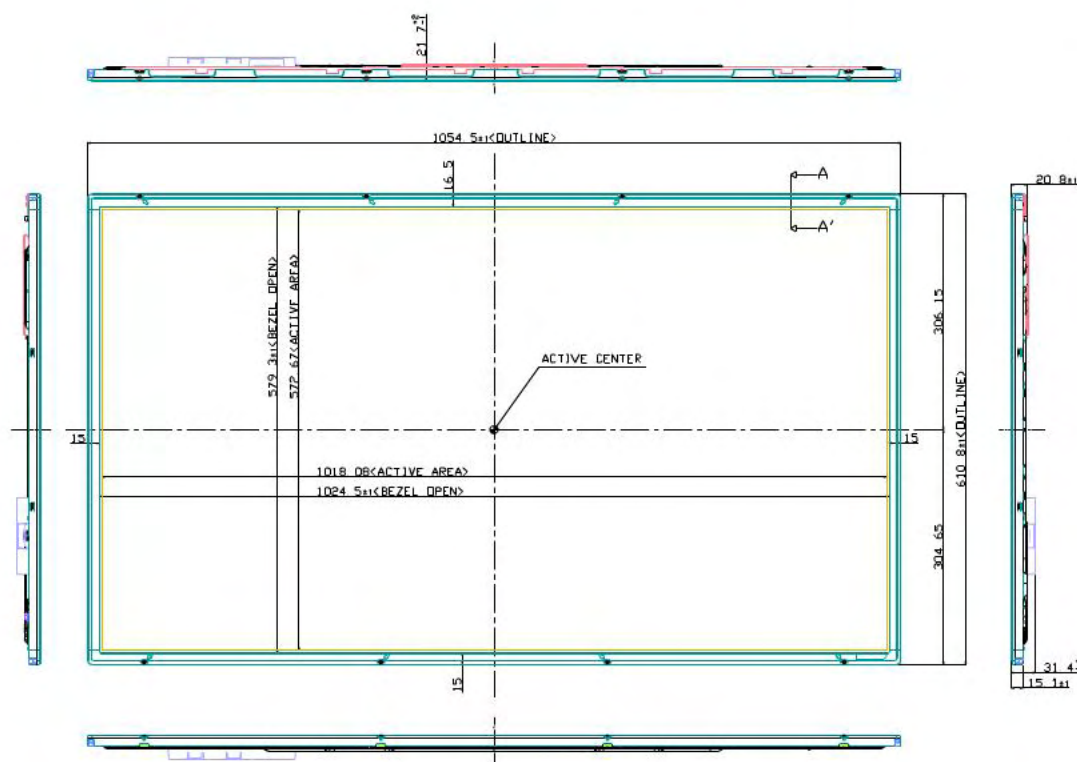 21.7
1054.5±1<OUTLINE>
16.5
A
A'
20.8±1
579.3±1<BEZEL OPEN>
572.67<ACTIVE AREA>
306.15
ACTIVE CENTER
610.8±1<OUTLINE>
15
15
1018.08<ACTIVE AREA>
1024.5±1<BEZEL OPEN>
304.65
15
31.4
15.1±1